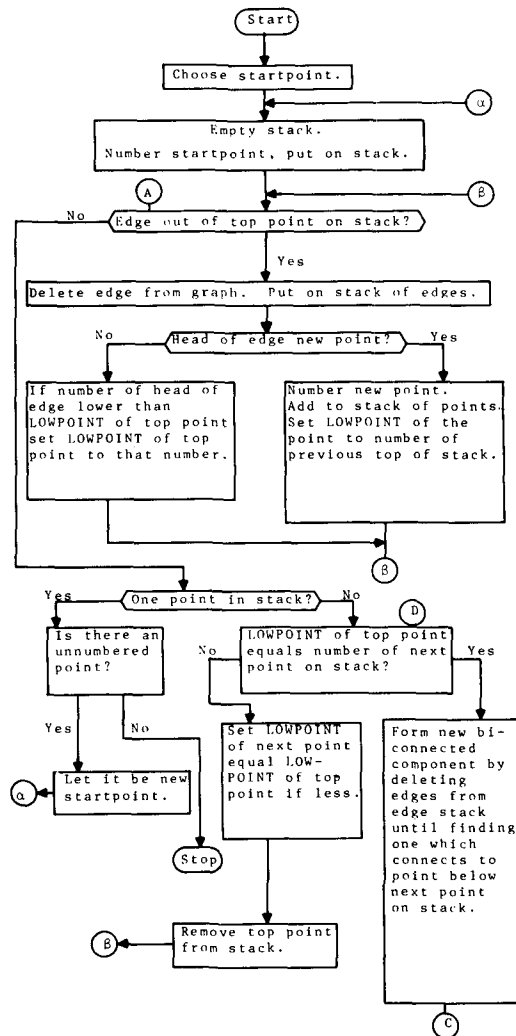 Start
Choose startpoint.
α
Empty stack.
Number startpoint, put on stack.
A
β
No
Edge out of top point on stack?
Yes
Delete edge from graph. Put on stack of edges.
No
Head of edge new point?
Yes
If number of head of
edge lower than
LOWPOINT of top point
set LOWPOINT of top
point to that number.
Number new point.
Add to stack of points.
Set LOWPOINT of the
point to number of
previous top of stack.
β
Yes
One point in stack?
No
D
Is there an
unnumbered
point?
No
LOWPOINT of top point
equals number of next
point on stack?
Yes
Yes
No
Set LOWPOINT
of next point
equal LOW-
POINT of top
point if less.
Form new bi-
connected
component by
deleting
edges from
edge stack
until finding
one which
connects to
point below
next point
on stack.
α
Let it be new
startpoint.
Stop
β
Remove top point
from stack.
C